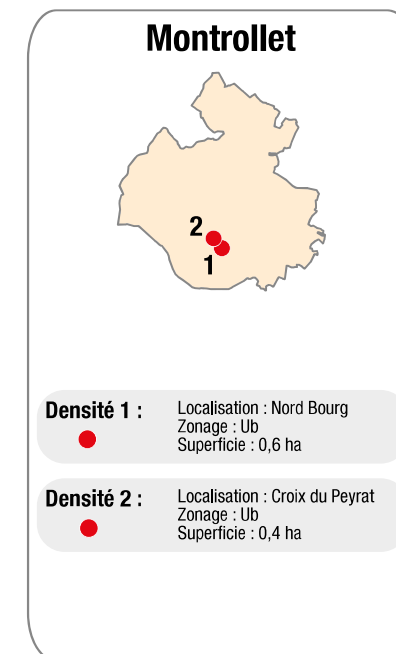 Montrollet
2
1
Densité 1 :
Localisation : Nord Bourg
Zonage : Ub
Superficie : 0,6 ha
Densité 2 :
Localisation : Croix du Peyrat
Zonage : Ub
Superficie : 0,4 ha